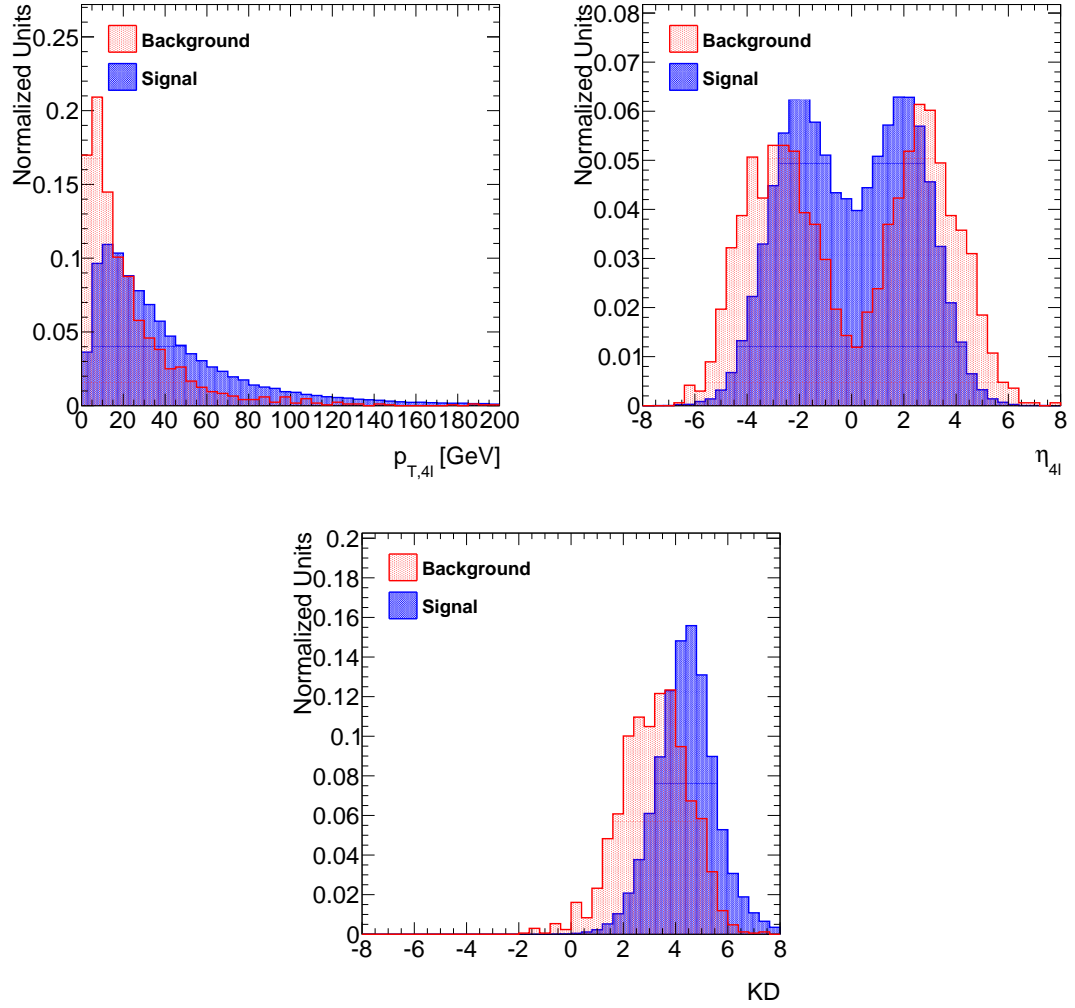 Normalized Units
0.25
0.2
0.15
0.1
0.05
0
Background
Signal
0 20 40 60 80 100 120 140 160 180 200
p_T,4l [GeV]
Normalized Units
0.08
0.07
0.06
0.05
0.04
0.03
0.02
0.01
0
Background
Signal
-8 -6 -4 -2 0 2 4 6 8
η_4l
Normalized Units
0.2
0.18
0.16
0.14
0.12
0.1
0.08
0.06
0.04
0.02
0
Background
Signal
-8 -6 -4 -2 0 2 4 6 8
KD